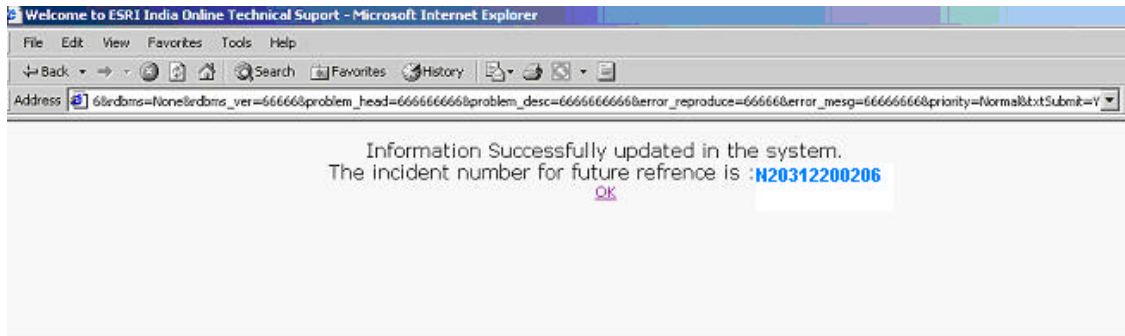 Welcome to ESRI India Online Technical Suport - Microsoft Internet Explorer
File Edit View Favorites Tools Help
Back Search Favorites History
Address 6&rdbms=None&rdbms_ver=66666&problem_head=666666666&problem_desc=6666666666&error_reproduce=66666&error_mesg=66666666&priority=Normal&txtSubmit=Y
Information Successfully updated in the system.
The incident number for future refrence is :N20312200206
OK